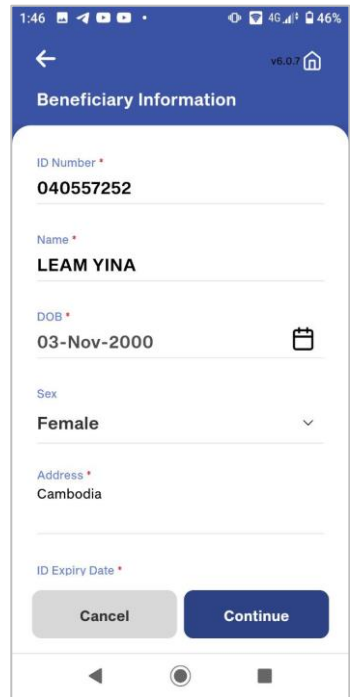 1:46 46%
4G
v6.0.7
Beneficiary Information
ID Number *
040557252
Name *
LEAM YINA
DOB *
03-Nov-2000
Sex
Female
Address *
Cambodia
ID Expiry Date *
Cancel Continue